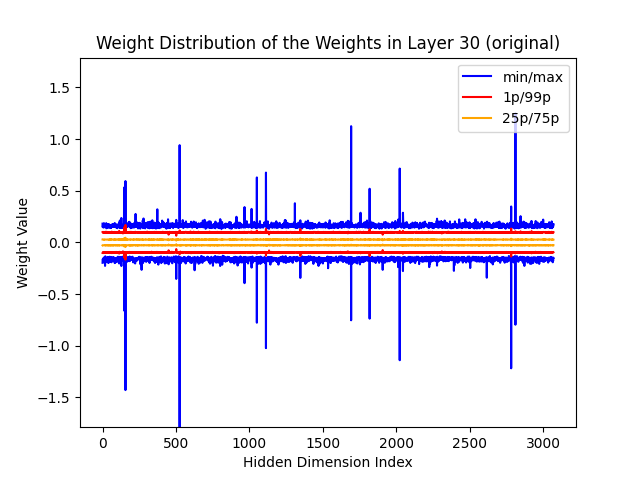 Weight Distribution of the Weights in Layer 30 (original)
min/max
1p/99p
25p/75p
1.5
1.0
0.5
0.0
−0.5
−1.0
−1.5
Weight Value
0
500
1000
1500
2000
2500
3000
Hidden Dimension Index